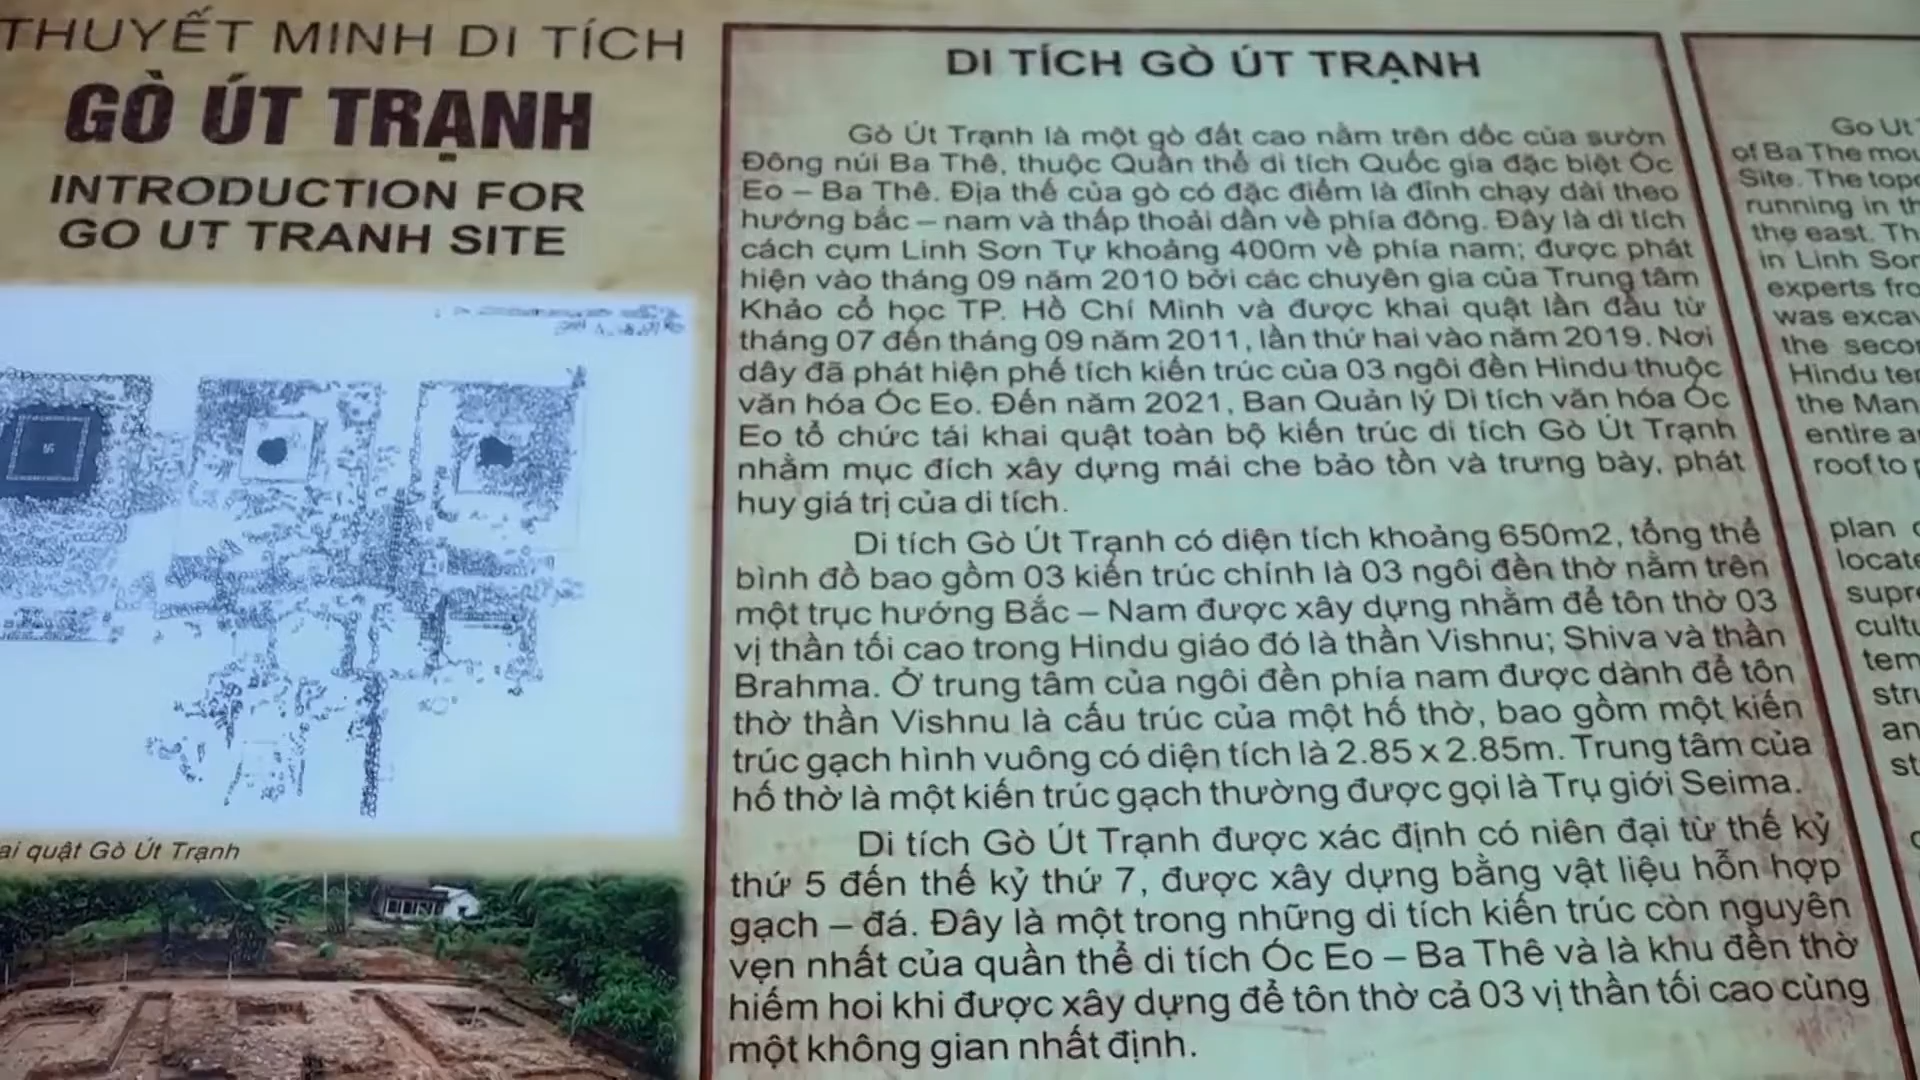 THUYẾT MINH DI TÍCH
GÒ ÚT TRẠNH
INTRODUCTION FOR
GO UT TRANH SITE
ai quật Gò Út Trạnh
DI TÍCH GÒ ÚT TRẠNH
Gò Út Trạnh là một gò đất cao nằm trên dốc của sườn
Đông núi Ba Thê, thuộc Quần thể di tích Quốc gia đặc biệt Óc
Eo – Ba Thê. Địa thế của gò có đặc điểm là đỉnh chạy dài theo
hướng bắc – nam và thấp thoải dần về phía đông. Đây là di tích
cách cụm Linh Sơn Tự khoảng 400m về phía nam; được phát
hiện vào tháng 09 năm 2010 bởi các chuyên gia của Trung tâm
Khảo cổ học TP. Hồ Chí Minh và được khai quật lần đầu từ
tháng 07 đến tháng 09 năm 2011, lần thứ hai vào năm 2019. Nơi
dây đã phát hiện phế tích kiến trúc của 03 ngôi đền Hindu thuộc
văn hóa Óc Eo. Đến năm 2021, Ban Quản lý Di tích văn hóa Óc
Eo tổ chức tái khai quật toàn bộ kiến trúc di tích Gò Út Trạnh
nhằm mục đích xây dựng mái che bảo tồn và trưng bày, phát
huy giá trị của di tích.
Di tích Gò Út Trạnh có diện tích khoảng 650m2, tổng thể
bình đồ bao gồm 03 kiến trúc chính là 03 ngôi đền thờ nằm trên
một trục hướng Bắc – Nam được xây dựng nhằm để tôn thờ 03
vị thần tối cao trong Hindu giáo đó là thần Vishnu; Shiva và thần
Brahma. Ở trung tâm của ngôi đền phía nam được dành để tôn
thờ thần Vishnu là cấu trúc của một hố thờ, bao gồm một kiến
trúc gạch hình vuông có diện tích là 2.85 x 2.85m. Trung tâm của
hố thờ là một kiến trúc gạch thường được gọi là Trụ giới Seima.
Di tích Gò Út Trạnh được xác định có niên đại từ thế kỷ
thứ 5 đến thế kỷ thứ 7, được xây dựng bằng vật liệu hỗn hợp
gạch – đá. Đây là một trong những di tích kiến trúc còn nguyên
vẹn nhất của quần thể di tích Óc Eo – Ba Thê và là khu đền thờ
hiếm hoi khi được xây dựng để tôn thờ cả 03 vị thần tối cao cùng
một không gian nhất định.
Go Ut
of Ba The mou
Site. The topo
running in th
the east. Th
in Linh Son
experts fro
was excav
the secon
Hindu tem
the Man
entire a
roof to p
plan
locate
supre
cultu
tem
stru
an
st